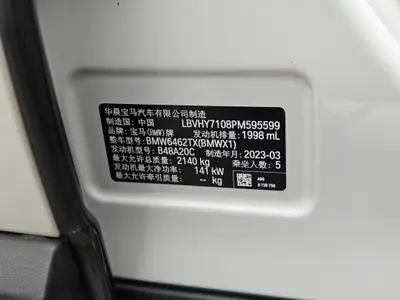 华晨宝马汽车有限公司制造
制造国: 中国 LBVHY7108PM595599
品牌: 宝马(BMW)牌 发动机排量: 1998 mL
整车型号: BMW6462TX(BMWX1)
发动机型号: B48A20C 制造年月: 2023-03
最大允许总质量: 2140 kg 乘坐人数: 5
发动机最大净功率: 141 kW
最大允许牵引质量: -- kg